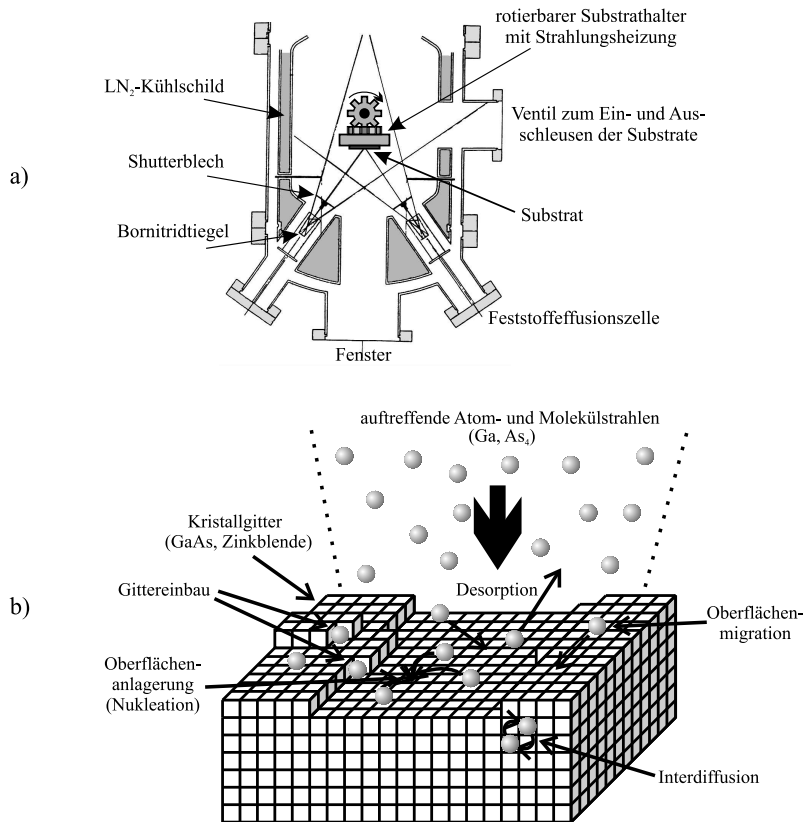 a)
rotierbarer Substrathalter
mit Strahlungsheizung
LN₂-Kühlschild
Ventil zum Ein- und Aus-
schleusen der Substrate
Shutterblech
Substrat
Bornitridtiegel
Feststoffeffusionszelle
Fenster
b)
auftreffende Atom- und Molekülstrahlen
(Ga, As₄)
Kristallgitter
(GaAs, Zinkblende)
Gittereinbau
Desorption
Oberflächen-
migration
Oberflächen-
anlagerung
(Nukleation)
Interdiffusion